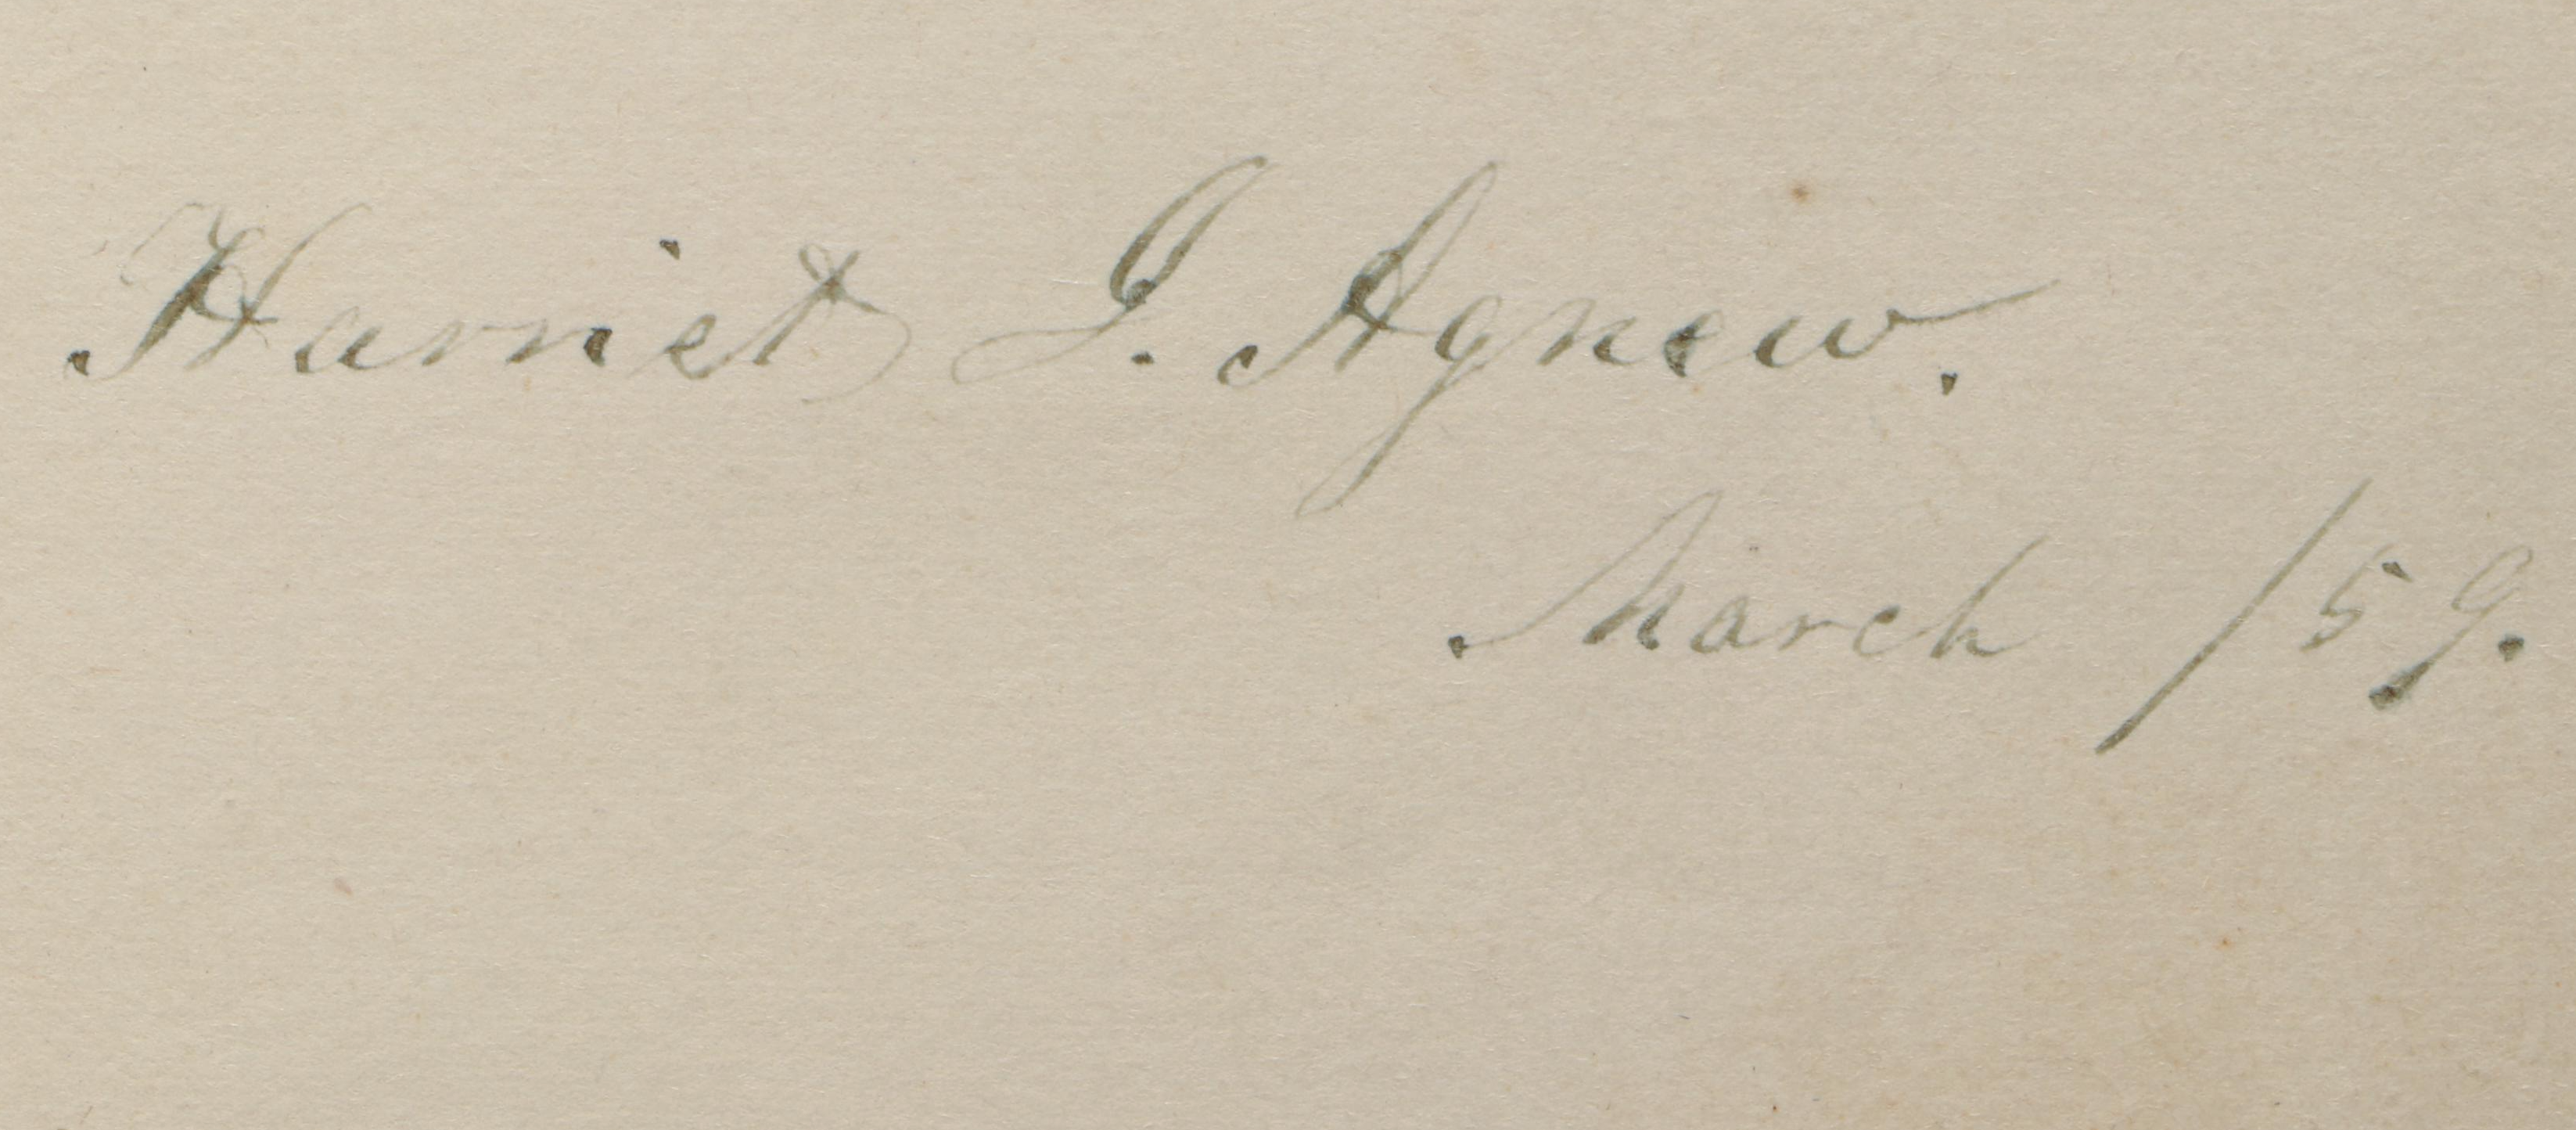 Harriet G. Agnew.
March /59.